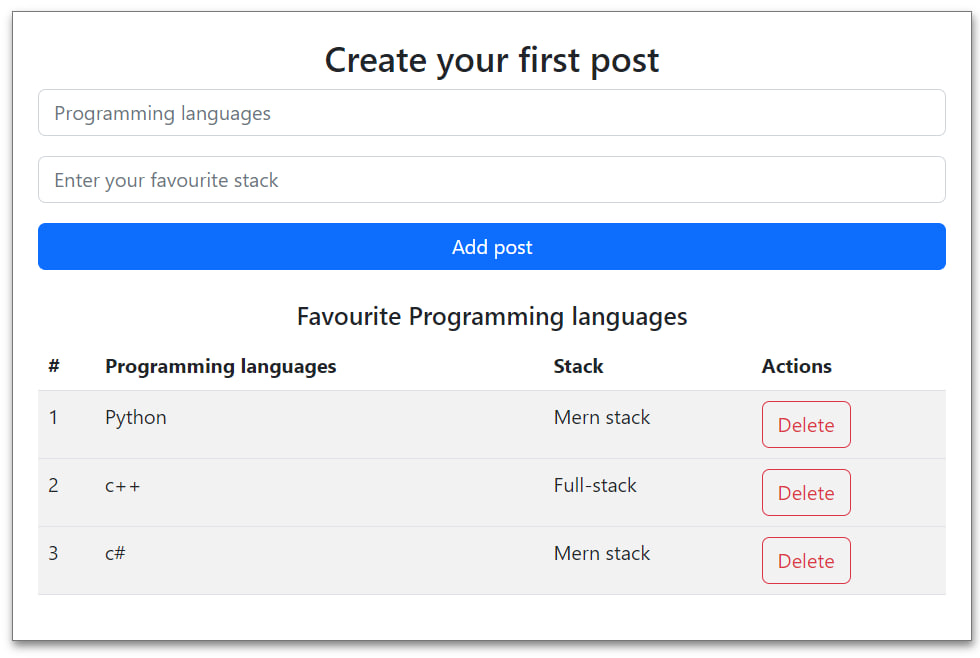 Create your first post
Programming languages
Enter your favourite stack
Add post
Favourite Programming languages
# Programming languages Stack Actions
1 Python Mern stack Delete
2 c++ Full-stack Delete
3 c# Mern stack Delete